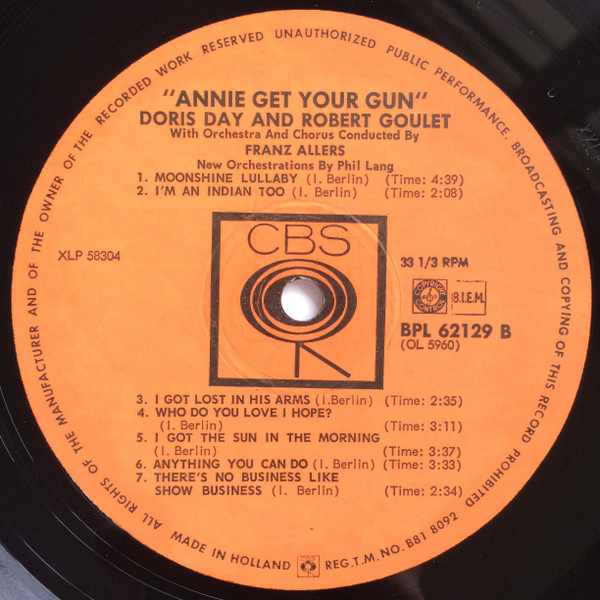 ALL RIGHTS OF THE MANUFACTURER AND OF THE OWNER OF THE RECORDED WORK RESERVED UNAUTHORIZED PUBLIC PERFORMANCE. BROADCASTING AND COPYING OF THIS RECORD PROHIBITED
"ANNIE GET YOUR GUN"
DORIS DAY AND ROBERT GOULET
With Orchestra And Chorus Conducted By
FRANZ ALLERS
New Orchestrations By Phil Lang
1. MOONSHINE LULLABY (I. Berlin) (Time: 4:39)
2. I'M AN INDIAN TOO (I. Berlin) (Time: 2:08)
CBS
XLP 58304
33 1/3 RPM
COPYRIGHT CONTROL
B.I.E.M.
BPL 62129 B
(OL 5960)
3. I GOT LOST IN HIS ARMS (I.Berlin) (Time: 2:35)
4. WHO DO YOU LOVE I HOPE?
(I. Berlin) (Time: 3:11)
5. I GOT THE SUN IN THE MORNING
(I. Berlin) (Time: 3:37)
6. ANYTHING YOU CAN DO (I. Berlin) (Time: 3:33)
7. THERE'S NO BUSINESS LIKE
SHOW BUSINESS (I. Berlin) (Time: 2:34)
MADE IN HOLLAND CBS REG.T.M.NO. B81 8092